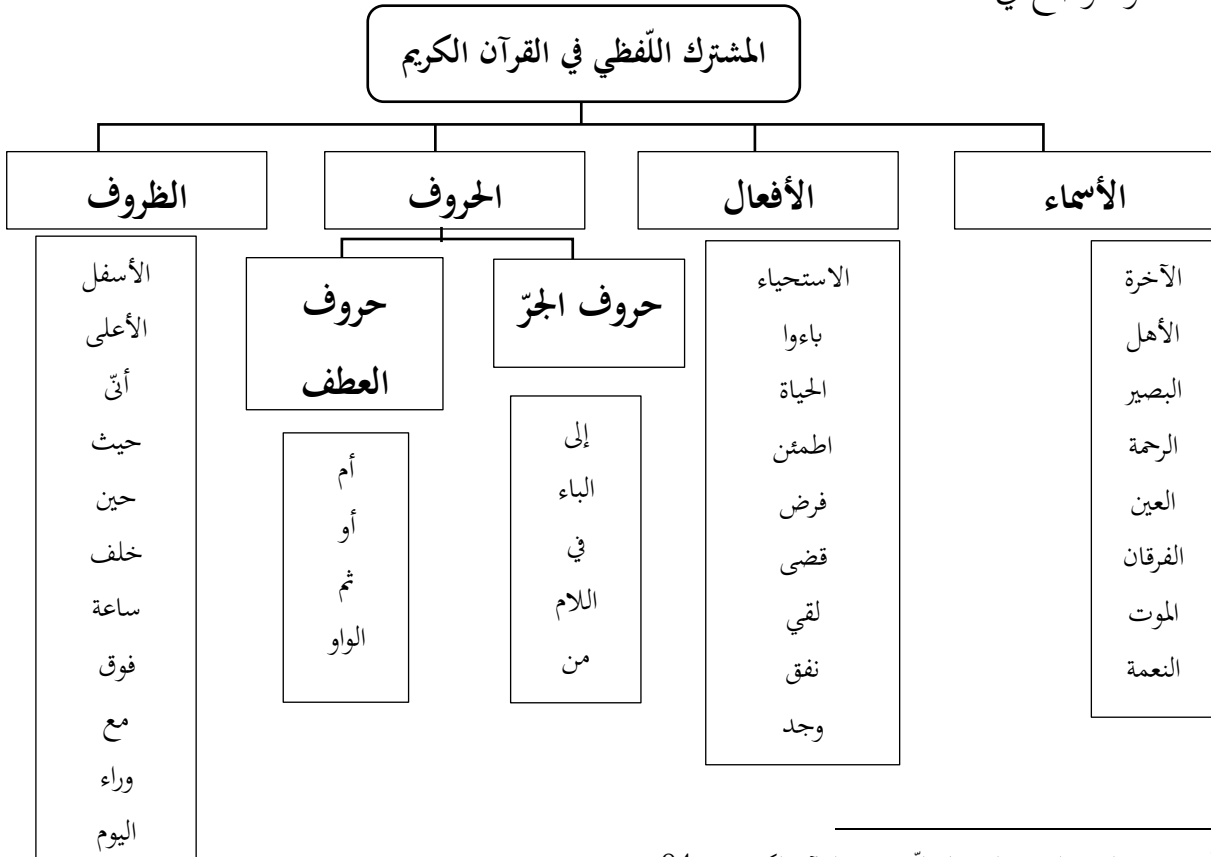 المشترك اللّفظي في القرآن الكريم
الأسماء
الأفعال
الحروف
الظروف
الآخرة
الأهل
البصير
الرحمة
العين
الفرقان
الموت
النعمة
الاستحياء
باءوا
الحياة
اطمئن
فرض
قضى
لقي
نفق
وجد
حروف الجرّ
إلى
الباء
في
اللام
من
حروف
العطف
أم
أو
ثم
الواو
الأسفل
الأعلى
أنىّ
حيث
حين
خلف
ساعة
فوق
مع
وراء
اليوم